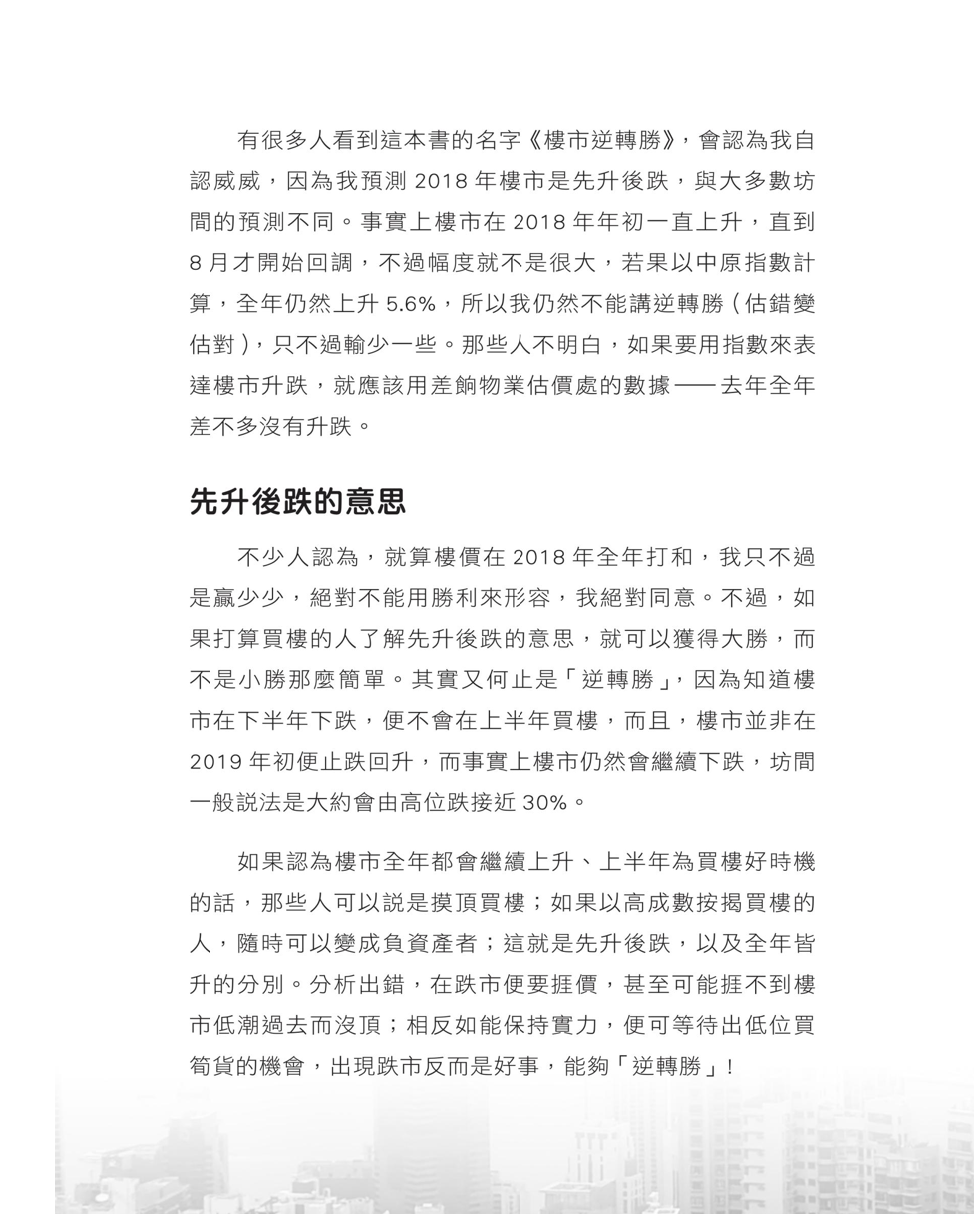 有很多人看到這本書的名字《樓市逆轉勝》，會認為我自
認威威，因為我預測 2018 年樓市是先升後跌，與大多數坊
間的預測不同。事實上樓市在 2018 年年初一直上升，直到
8 月才開始回調，不過幅度就不是很大，若果以中原指數計
算，全年仍然上升 5.6%，所以我仍然不能講逆轉勝（估錯變
估對），只不過輸少一些。那些人不明白，如果要用指數來表
達樓市升跌，就應該用差餉物業估價處的數據——去年全年
差不多沒有升跌。
先升後跌的意思
不少人認為，就算樓價在 2018 年全年打和，我只不過
是贏少少，絕對不能用勝利來形容，我絕對同意。不過，如
果打算買樓的人了解先升後跌的意思，就可以獲得大勝，而
不是小勝那麼簡單。其實又何止是「逆轉勝」，因為知道樓
市在下半年下跌，便不會在上半年買樓，而且，樓市並非在
2019 年初便止跌回升，而事實上樓市仍然會繼續下跌，坊間
一般説法是大約會由高位跌接近 30%。
如果認為樓市全年都會繼續上升、上半年為買樓好時機
的話，那些人可以説是摸頂買樓；如果以高成數按揭買樓的
人，隨時可以變成負資產者；這就是先升後跌，以及全年皆
升的分別。分析出錯，在跌市便要捱價，甚至可能捱不到樓
市低潮過去而沒頂；相反如能保持實力，便可等待出低位買
筍貨的機會，出現跌市反而是好事，能夠「逆轉勝」!